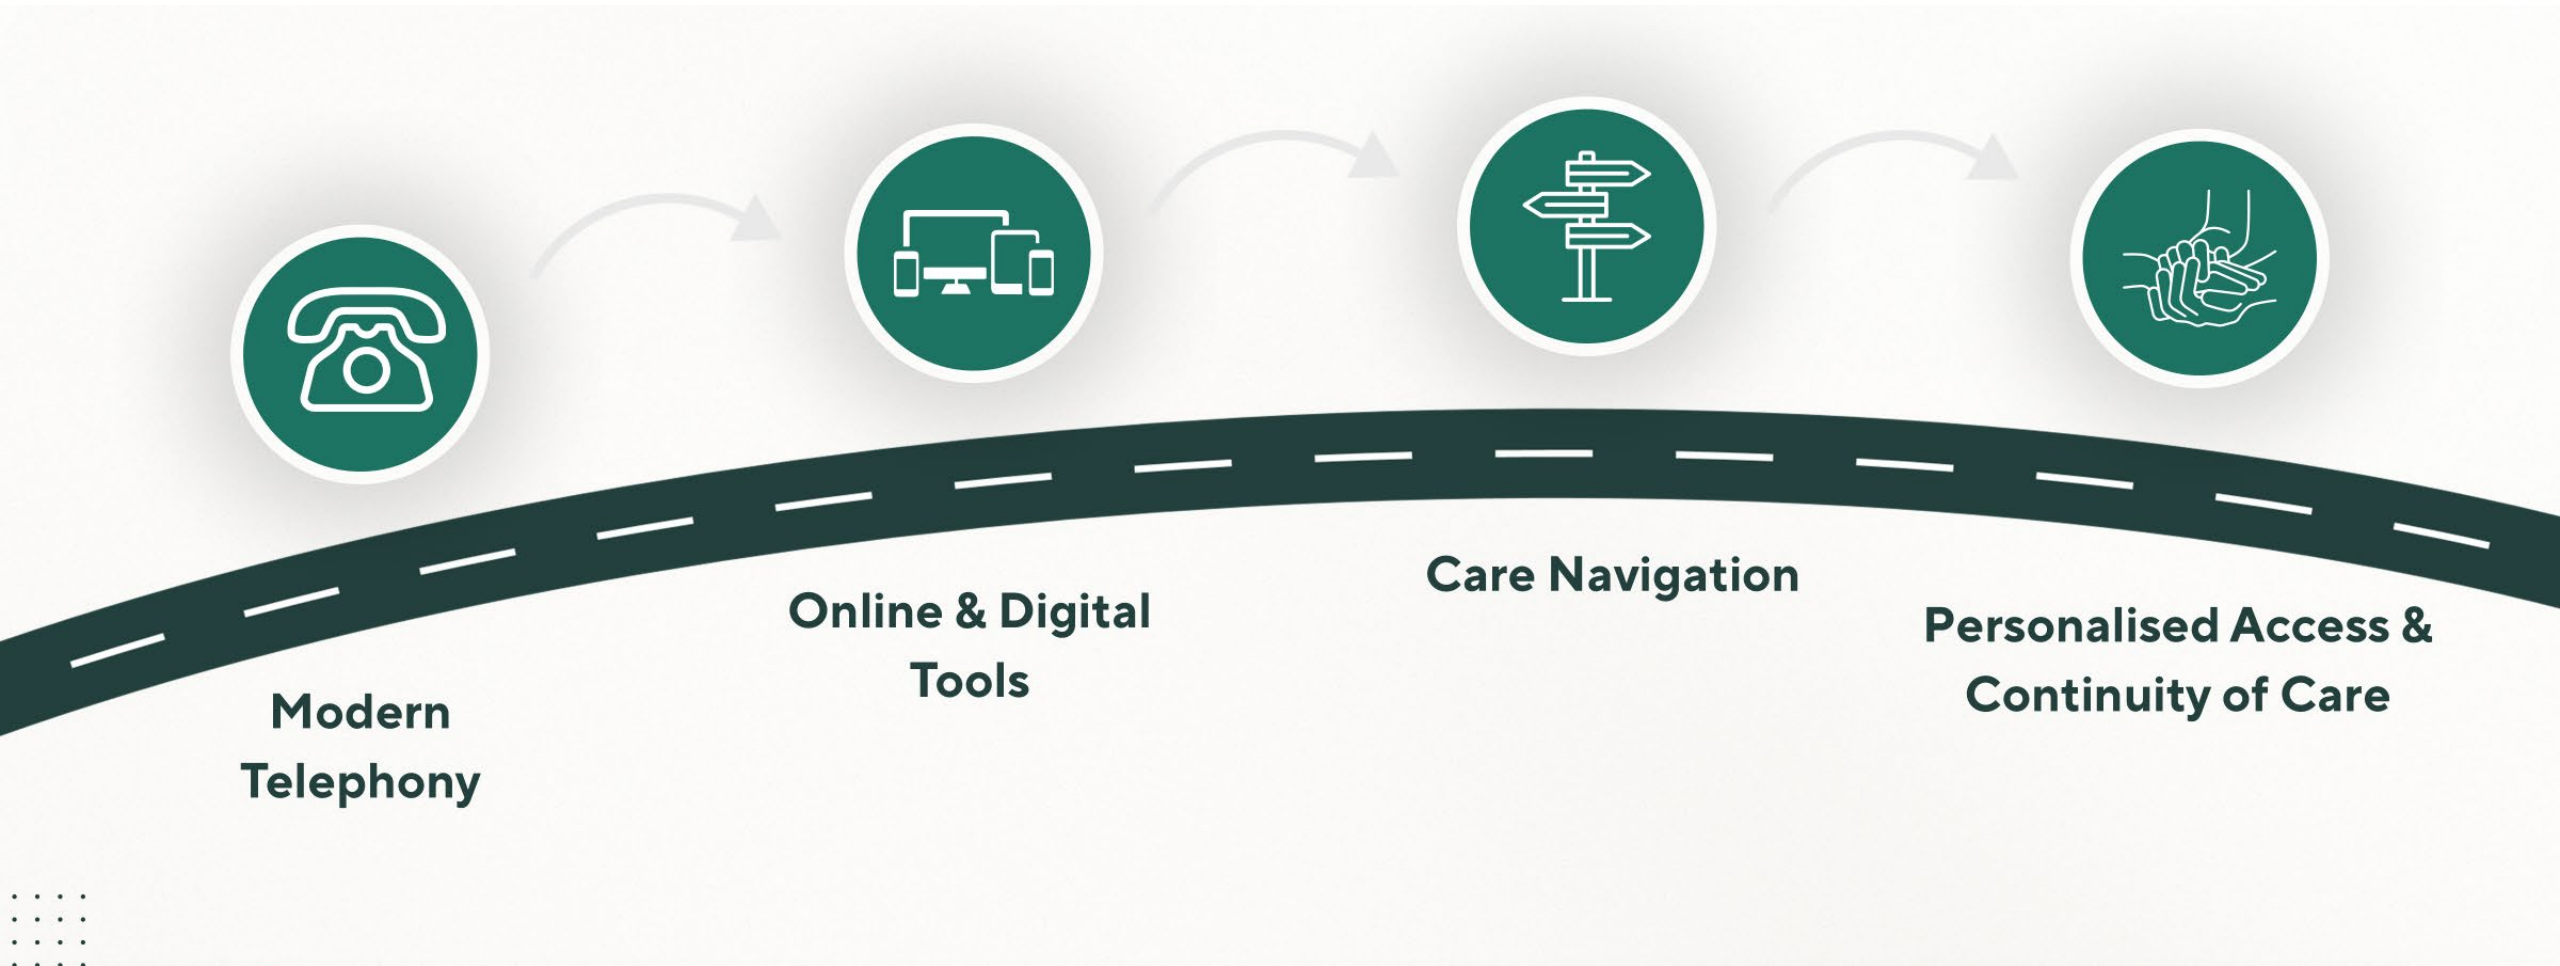 Modern
Telephony
Online & Digital
Tools
Care Navigation
Personalised Access &
Continuity of Care